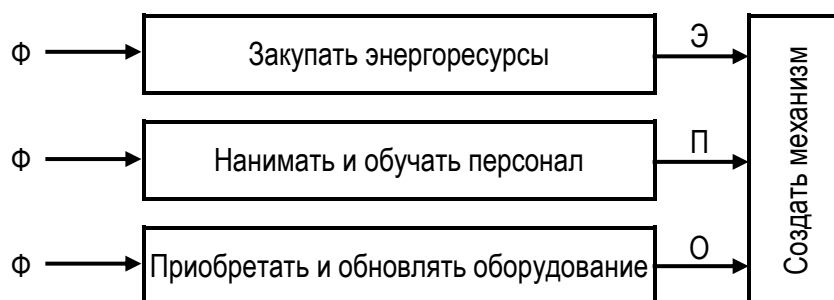 Ф
Закупать энергоресурсы
Э
Ф
Нанимать и обучать персонал
П
Ф
Приобретать и обновлять оборудование
О
Создать механизм